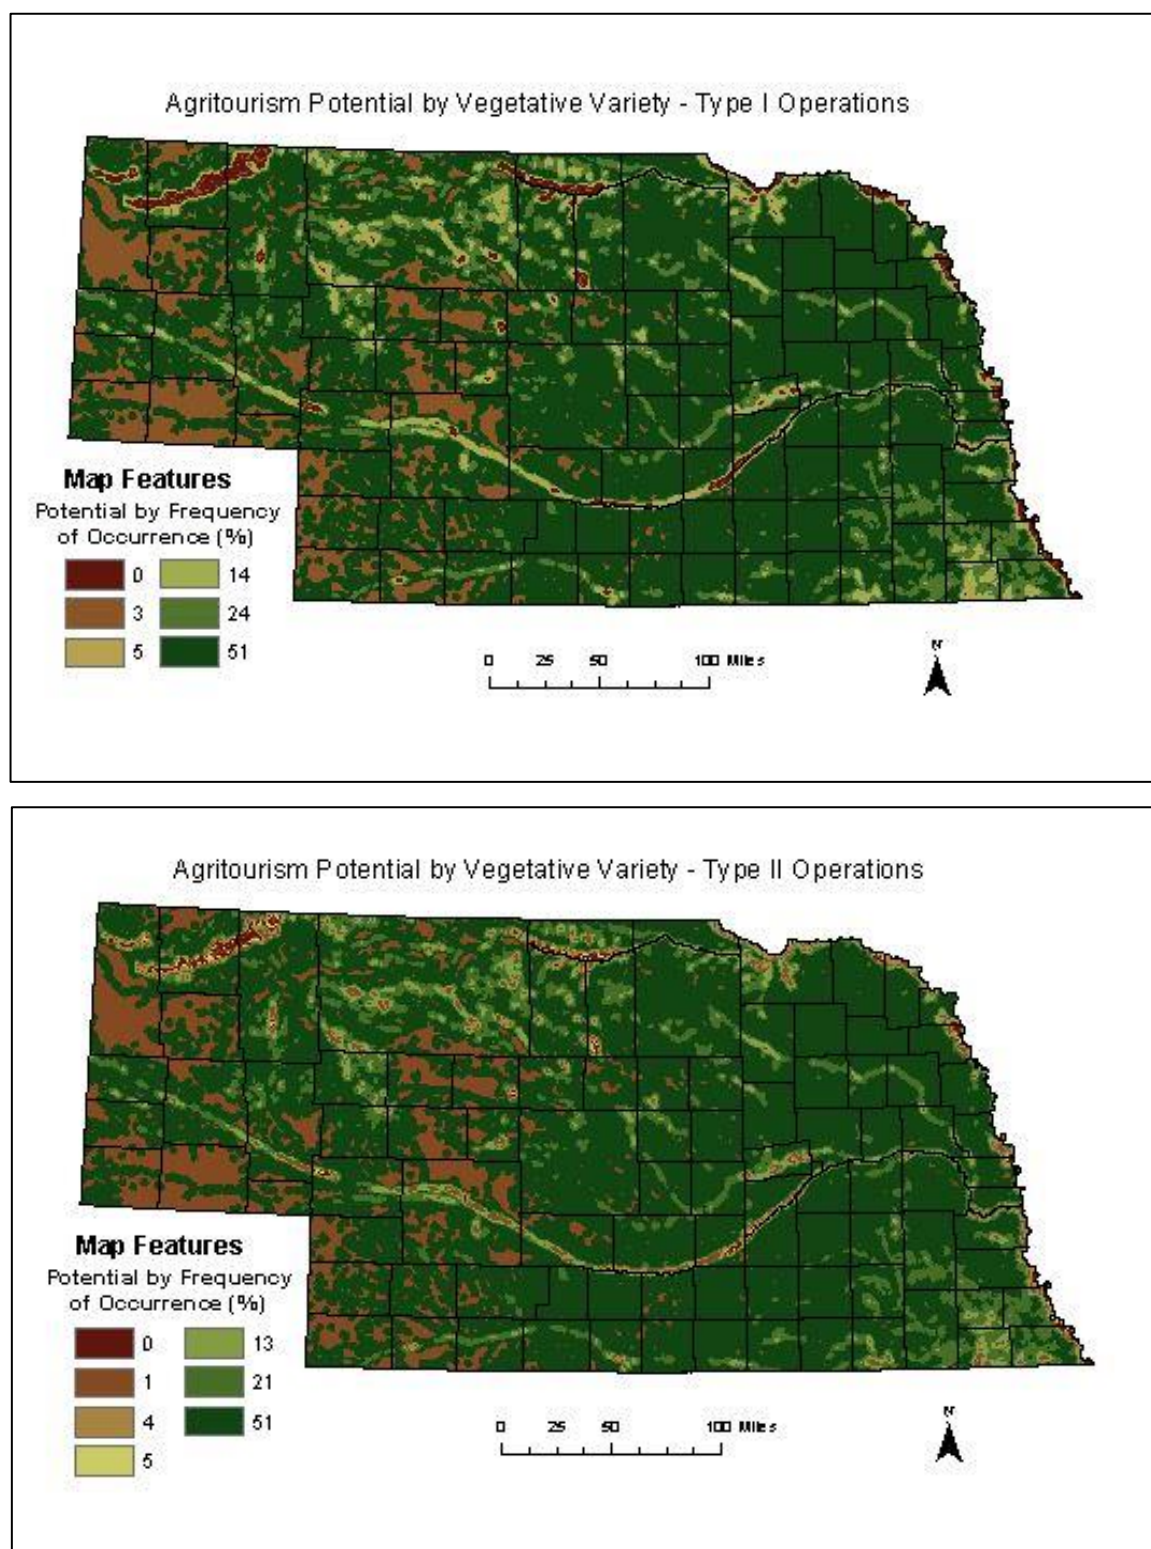 Agritourism Potential by Vegetative Variety - Type I Operations
Map Features
Potential by Frequency
of Occurrence (%)
0 14
3 24
5 51
0 25 50 100 Miles
N
Agritourism Potential by Vegetative Variety - Type II Operations
Map Features
Potential by Frequency
of Occurrence (%)
0 13
1 21
4 51
5
0 25 50 100 Miles
N